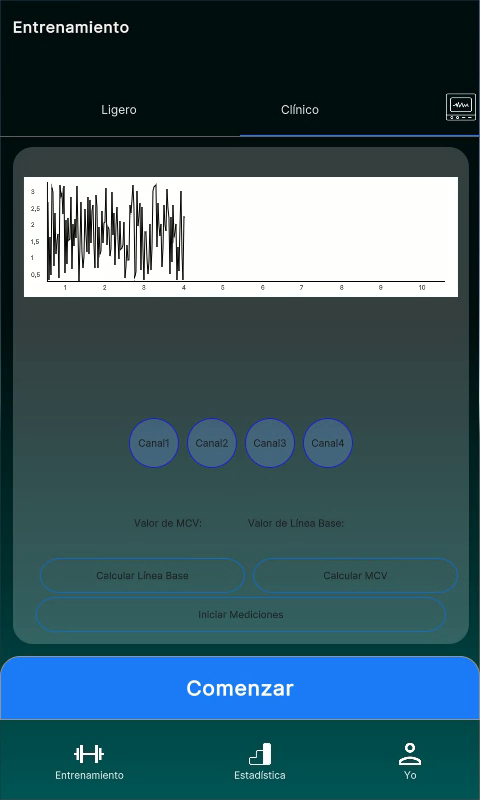 Entrenamiento
Ligero Clínico
3
2,5
2
1,5
1
0,5
1 2 3 4 5 6 7 8 9 10
Canal1 Canal2 Canal3 Canal4
Valor de MCV: Valor de Línea Base:
Calcular Línea Base Calcular MCV
Iniciar Mediciones
Comenzar
Entrenamiento Estadística Yo